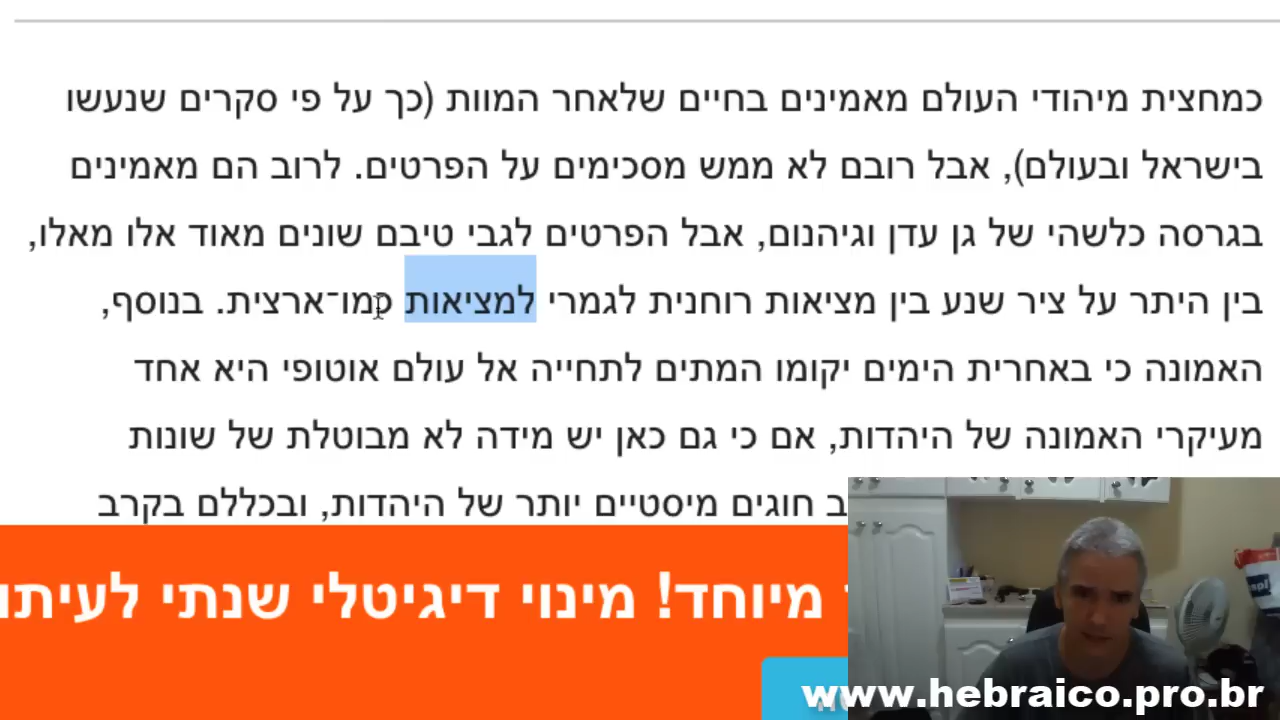 כמחצית מיהודי העולם מאמינים בחיים שלאחר המוות (כך על פי סקרים שנעשו
בישראל ובעולם), אבל רובם לא ממש מסכימים על הפרטים. לרוב הם מאמינים
בגרסה כלשהי של גן עדן וגיהנום, אבל הפרטים לגבי טיבם שונים מאוד אלו מאלו,
בין היתר על ציר שנע בין מציאות רוחנית לגמרי למציאות כמו־ארצית. בנוסף,
האמונה כי באחרית הימים יקומו המתים לתחייה אל עולם אוטופי היא אחד
מעיקרי האמונה של היהדות, אם כי גם כאן יש מידה לא מבוטלת של שונות
חוגים מיסטיים יותר של היהדות, ובכללם בקרב
מיוחד! מינוי דיגיטלי שנתי לעיתו
www.hebraico.pro.br